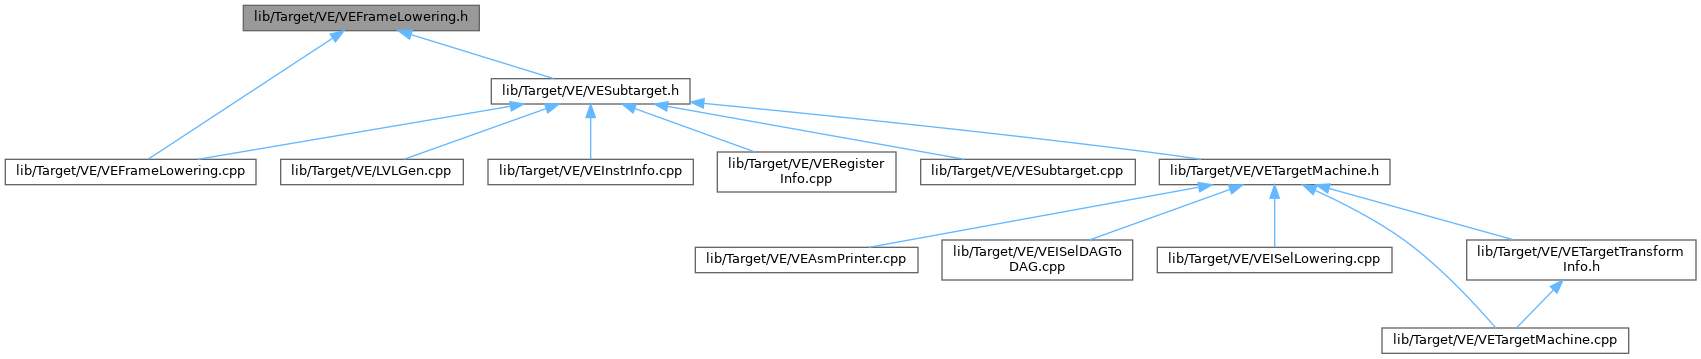 lib/Target/VE/VEFrameLowering.h
lib/Target/VE/VESubtarget.h
lib/Target/VE/VEFrameLowering.cpp
lib/Target/VE/LVLGen.cpp
lib/Target/VE/VEInstrInfo.cpp
lib/Target/VE/VERegister
Info.cpp
lib/Target/VE/VESubtarget.cpp
lib/Target/VE/VETargetMachine.h
lib/Target/VE/VEAsmPrinter.cpp
lib/Target/VE/VEISelDAGTo
DAG.cpp
lib/Target/VE/VEISelLowering.cpp
lib/Target/VE/VETargetTransform
Info.h
lib/Target/VE/VETargetMachine.cpp